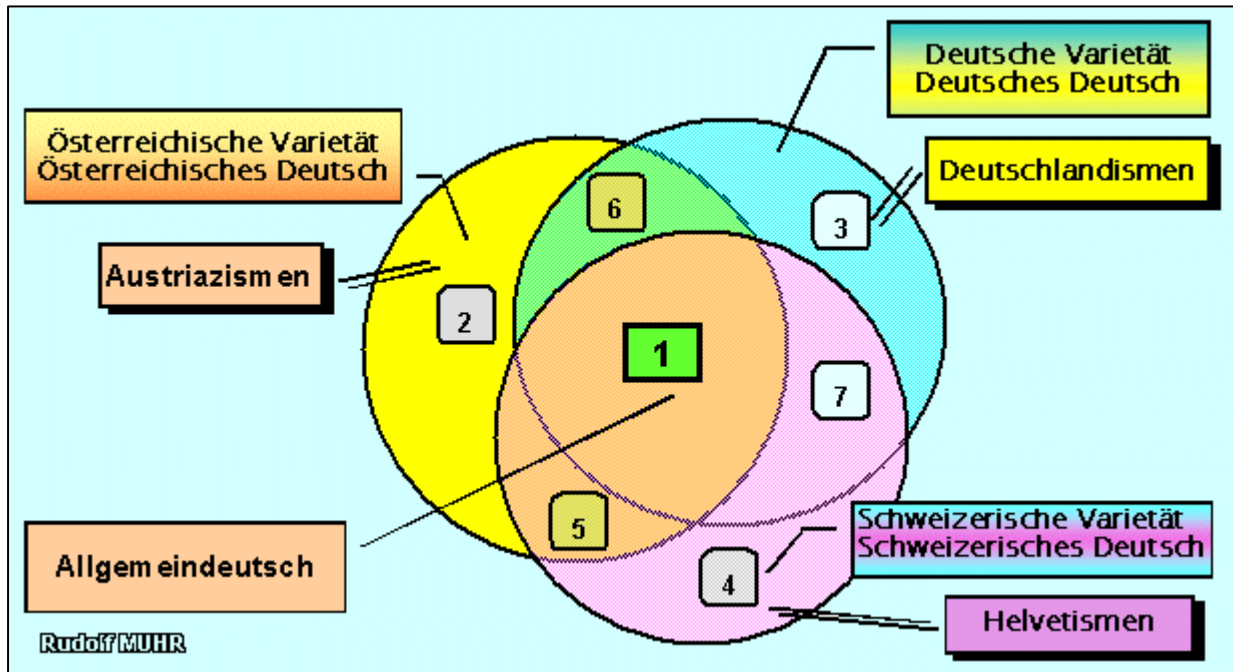 Deutsche Varietät
Deutsches Deutsch
Österreichische Varietät
Österreichisches Deutsch
Deutschlandismen
6
3
Austriazismen
2
1
7
5
Schweizerische Varietät
Schweizerisches Deutsch
Allgemeindeutsch
4
Helvetismen
Rudolf MUHR